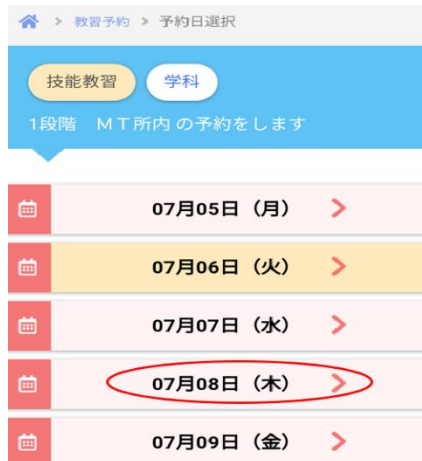 > 教習予約 > 予約日選択
技能教習 学科
1段階 MT所内の予約をします
07月05日（月）
07月06日（火）
07月07日（水）
07月08日（木）
07月09日（金）